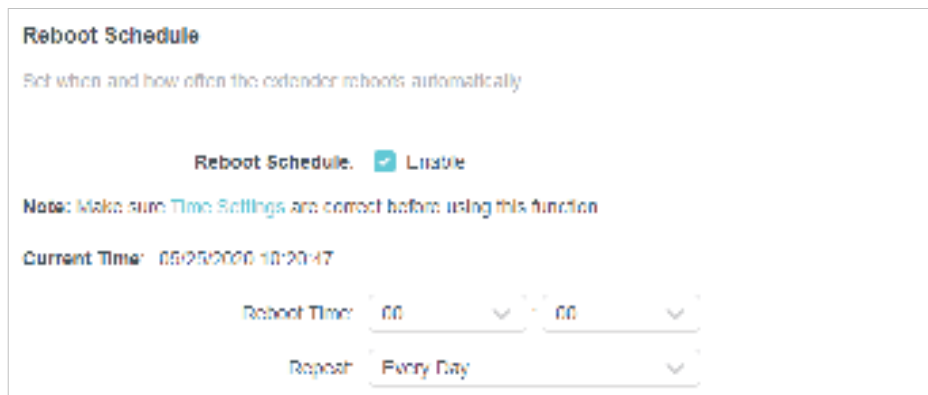 Reboot Schedule
Set when and how often the extender reboots automatically
Reboot Schedule: Enable
Note: Make sure Time Settings are correct before using this function
Current Time: 05/25/2020 10:20:47
Reboot Time: 00 : 00
Repeat: Every Day